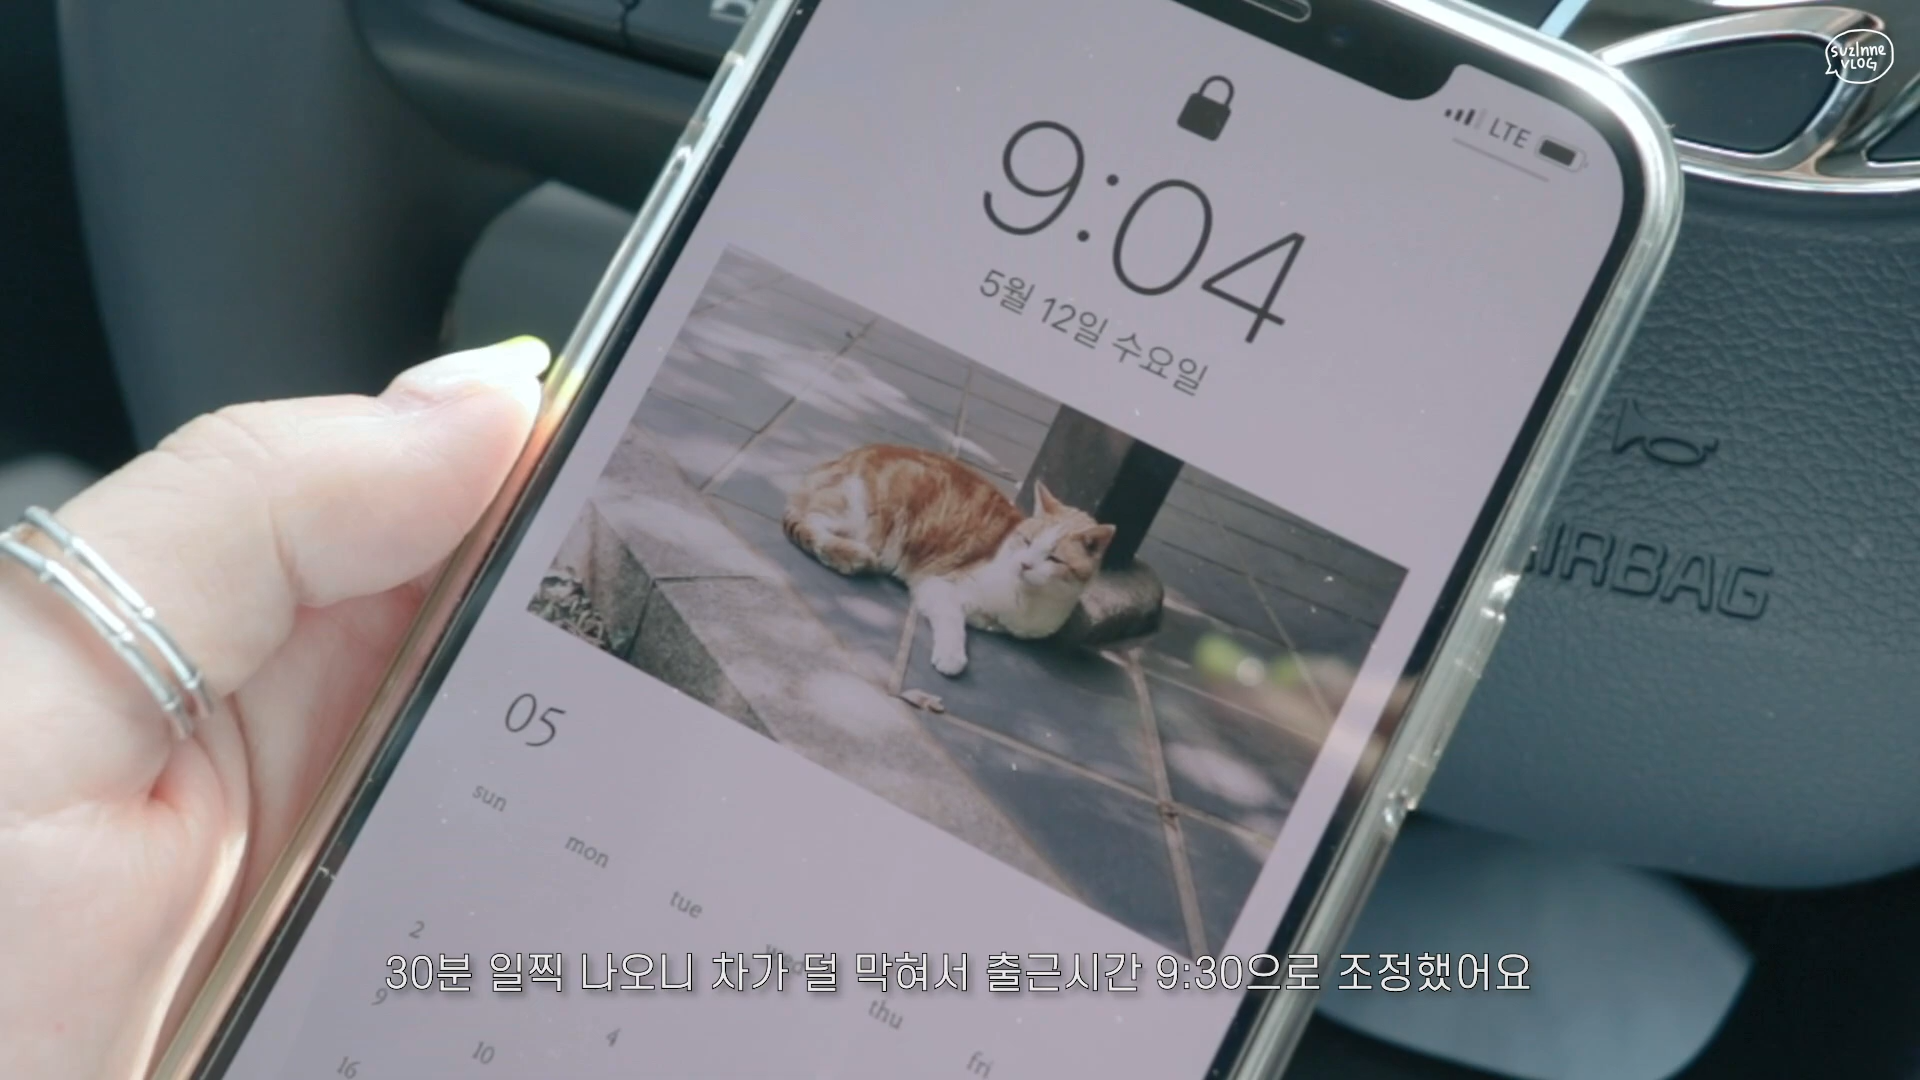 suzinne
VLOG
LTE
9:04
5월 12일 수요일
AIRBAG
05
sun
mon
tue
wed
thu
fri
2
4
9
10
16
30분 일찍 나오니 차가 덜 막혀서 출근시간 9:30으로 조정했어요